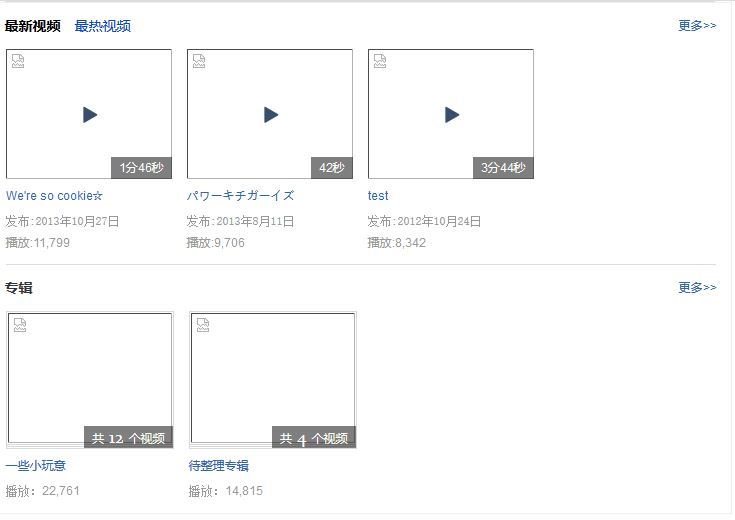 最新视频 最热视频 更多>>
1分46秒 42秒 3分44秒
We're so cookie☆ パワーキチガーイズ test
发布:2013年10月27日 发布:2013年8月11日 发布:2012年10月24日
播放:11,799 播放:9,706 播放:8,342
专辑 更多>>
共 12 个视频 共 4 个视频
一些小玩意 待整理专辑
播放：22,761 播放：14,815